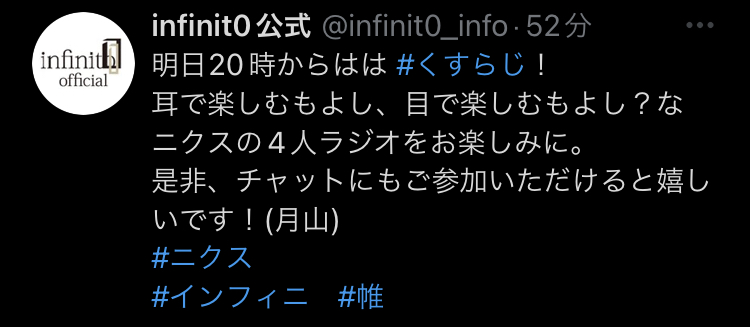 infinit0 公式 @infinit0_info · 52分
infinit0
official
明日20時からはは #くすらじ！
耳で楽しむもよし、目で楽しむもよし？な
ニクスの４人ラジオをお楽しみに。
是非、チャットにもご参加いただけると嬉し
いです！(月山)
#ニクス
#インフィニ　#帷